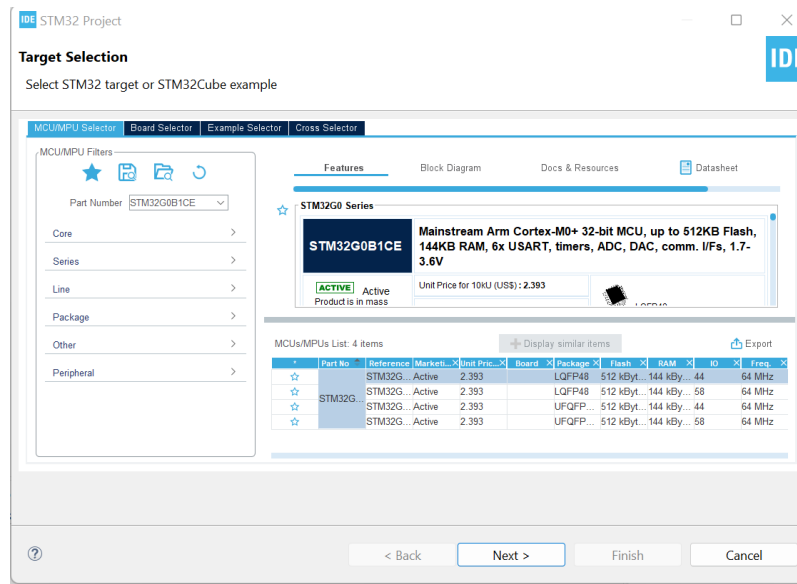 IDE STM32 Project
Target Selection
IDE
Select STM32 target or STM32Cube example
MCU/MPU Selector Board Selector Example Selector Cross Selector
MCU/MPU Filters
Part Number STM32G0B1CE
Core
Series
Line
Package
Other
Peripheral
Features Block Diagram Docs & Resources Datasheet
STM32G0 Series
STM32G0B1CE
Mainstream Arm Cortex-M0+ 32-bit MCU, up to 512KB Flash,
144KB RAM, 6x USART, timers, ADC, DAC, comm. I/Fs, 1.7-
3.6V
ACTIVE Active
Product is in mass
Unit Price for 10kU (US$) : 2.393
MCUs/MPUs List: 4 items + Display similar items Export
* Part No Reference Marketi... X Unit Pric... X Board X Package X Flash X RAM X IO X Freq. X
STM32G...
STM32G... Active 2.393 LQFP48 512 kByt... 144 kBy... 44 64 MHz
STM32G... Active 2.393 LQFP48 512 kByt... 144 kBy... 58 64 MHz
STM32G... Active 2.393 UFQFP... 512 kByt... 144 kBy... 44 64 MHz
STM32G... Active 2.393 UFQFP... 512 kByt... 144 kBy... 58 64 MHz
? < Back Next > Finish Cancel